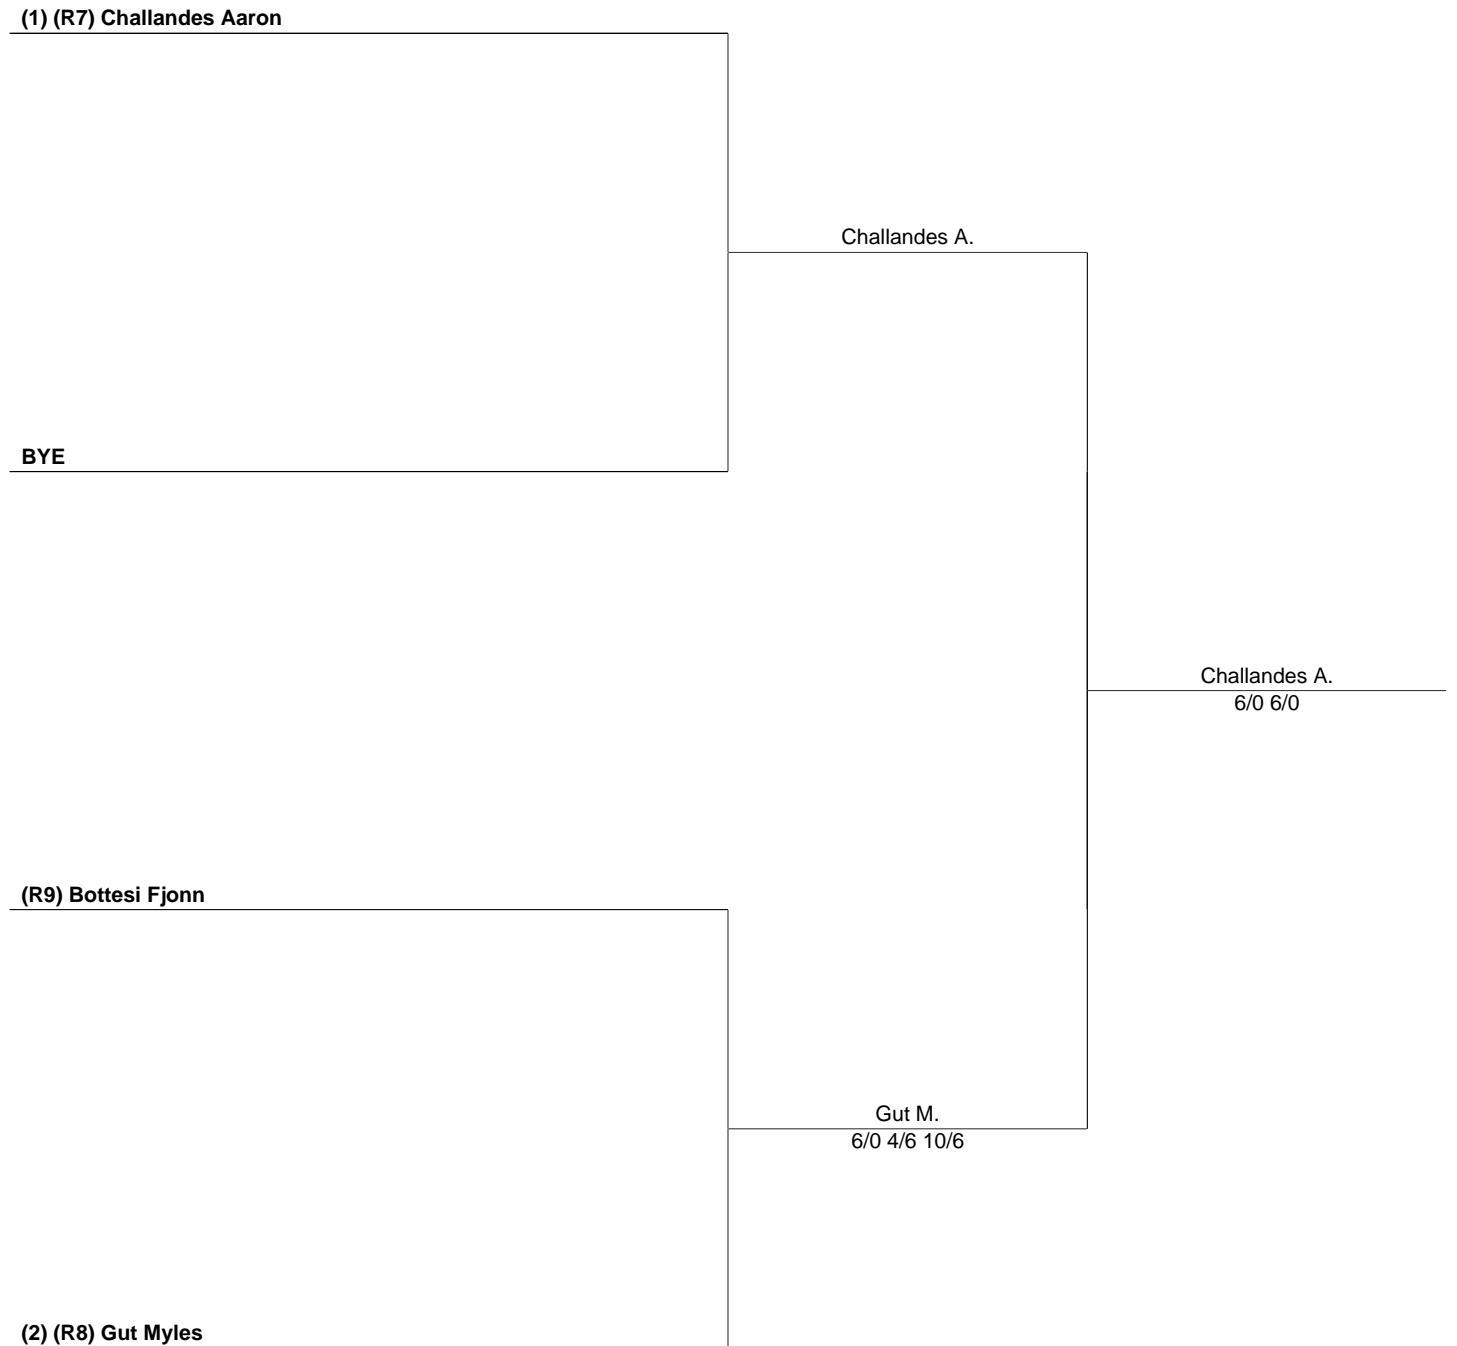 (1) (R7) Challandes Aaron
Challandes A.
BYE
Challandes A.
6/0 6/0
(R9) Bottesi Fjonn
Gut M.
6/0 4/6 10/6
(2) (R8) Gut Myles